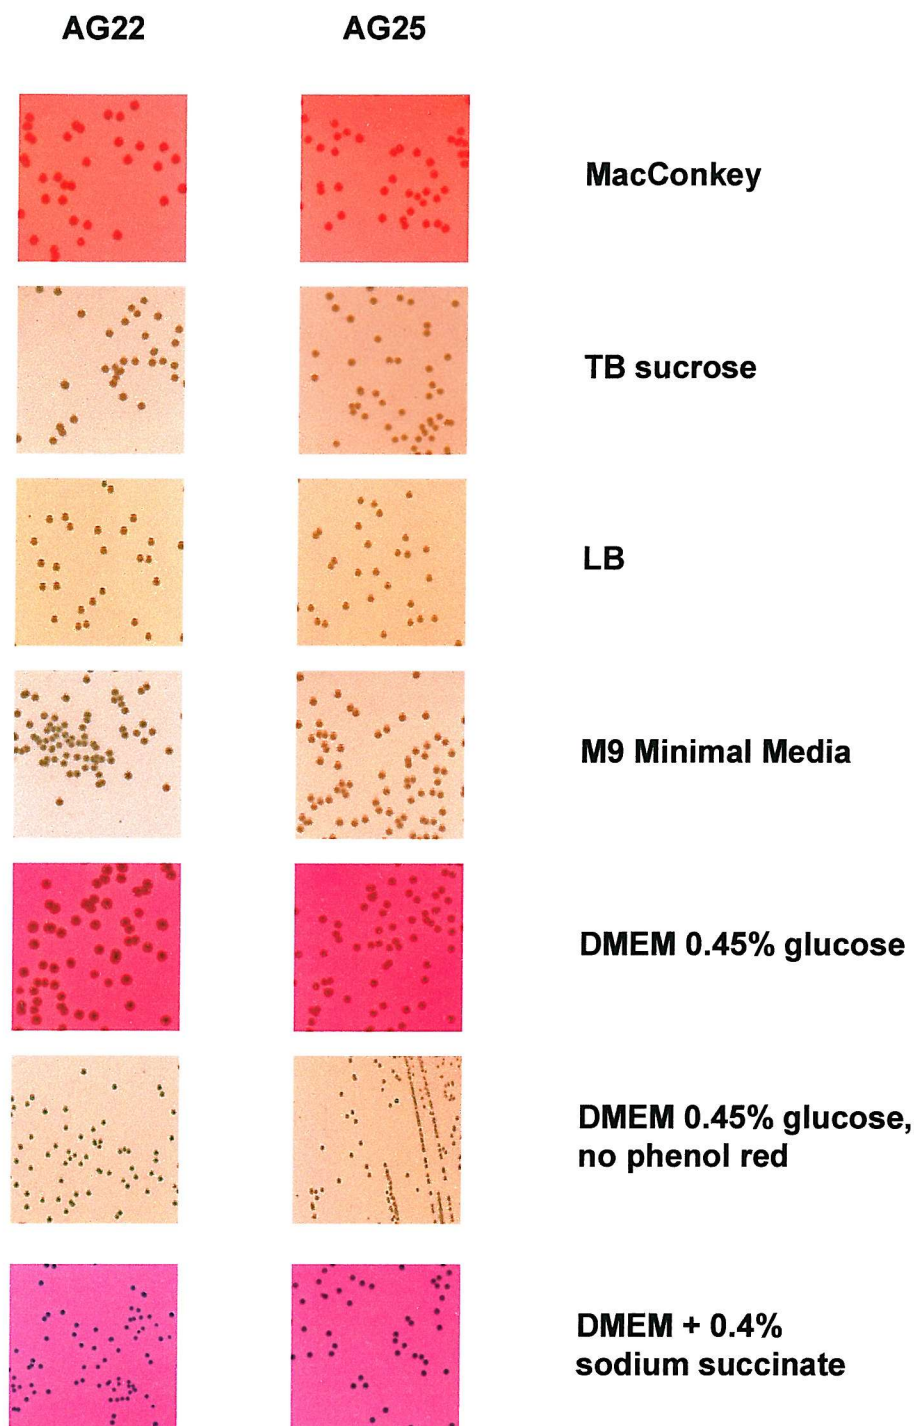 AG22 AG25
MacConkey
TB sucrose
LB
M9 Minimal Media
DMEM 0.45% glucose
DMEM 0.45% glucose,
no phenol red
DMEM + 0.4%
sodium succinate